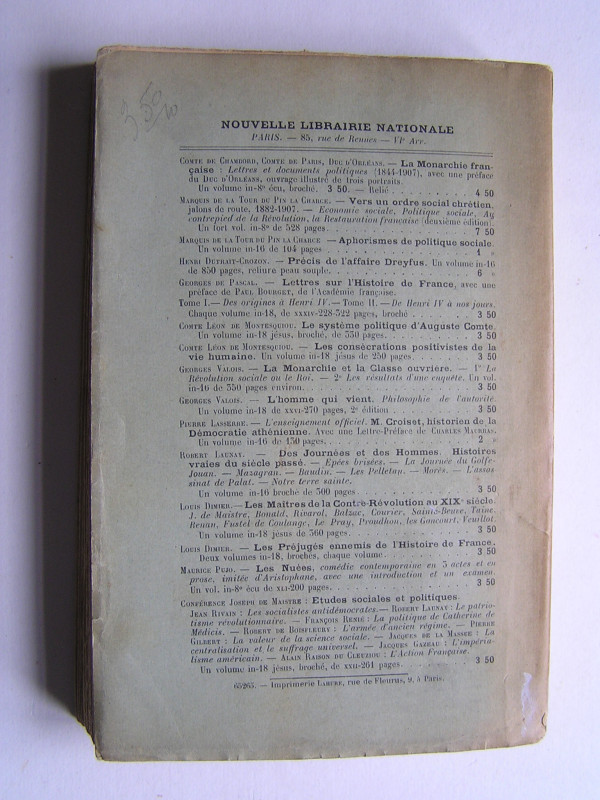 3 50
NOUVELLE LIBRAIRIE NATIONALE
PARIS. — 85, rue de Rennes — VIe Arr.
COMTE DE CHAMBORD, COMTE DE PARIS, DUC D'ORLÉANS. — La Monarchie fran-
çaise : Lettres et documents politiques (1844-1907), avec une préface
du DUC D'ORLÉANS, ouvrage illustré de trois portraits.
Un volume in-8º écu, broché. 3 50. — Relié . . . . . . . . . 4 50
MARQUIS DE LA TOUR DU PIN LA CHARCE. — Vers un ordre social chrétien,
jalons de route, 1882-1907. — Economie sociale, Politique sociale, Au
contrepied de la Révolution, la Restauration française (deuxième édition).
Un fort vol. in-8º de 528 pages . . . . . . . . . 7 50
MARQUIS DE LA TOUR DU PIN LA CHARCE — Aphorismes de politique sociale.
Un volume in-16 de 104 pages . . . . . . . . . 1 »
HENRI DUTRAIT-CROZON. — Précis de l'affaire Dreyfus. Un volume in-16
de 850 pages, reliure peau souple . . . . . . . . . 6 »
GEORGES DE PASCAL. — Lettres sur l'Histoire de France, avec une
préface de PAUL BOURGET, de l'Académie française.
Tome I. — Des origines à Henri IV. — Tome II. — De Henri IV à nos jours.
Chaque volume in-18, de XXXIV-228-322 pages, broché . . . 3 50
COMTE LÉON DE MONTESQUIOU. Le système politique d'Auguste Comte.
Un volume in-18 jésus, broché, de 350 pages . . . . . . . . . 3 50
COMTE LÉON DE MONTESQUIOU. — Les consécrations positivistes de la
vie humaine. Un volume in-18 jésus de 250 pages . . . . . . 3 50
GEORGES VALOIS. — La Monarchie et la Classe ouvrière. — 1º La
Révolution sociale ou le Roi. — 2º Les résultats d'une enquête. Un vol.
in-16 de 350 pages environ . . . . . . . . . 3 50
GEORGES VALOIS. — L'homme qui vient. Philosophie de l'autorité.
Un volume in-18 de XXVI-270 pages, 2e édition . . . . . . 3 50
PIERRE LASSERRE. — L'enseignement officiel. M. Croiset, historien de la
Démocratie athénienne. Avec une Lettre-Préface de CHARLES MAURRAS.
Un volume in-16 de 130 pages . . . . . . . . . 2 »
ROBERT LAUNAY. — Des Journées et des Hommes. Histoires
vraies du siècle passé. — Epées brisées. — La Journée du Golfe-
Jouan. — Mazagran. — Baudin. — Les Pelletan. — Morès. — L'assas
sinat de Palat. — Notre terre sainte.
Un volume in-16 broché de 300 pages . . . . . . . . . 3 50
LOUIS DIMIER. — Les Maîtres de la Contre-Révolution au XIXe siècle.
J. de Maistre, Bonald, Rivarol, Balzac, Courier, Sainte-Beuve, Taine,
Renan, Fustel de Coulange, Le Pray, Proudhon, les Goncourt, Veuillot.
Un volume in-18 jésus de 360 pages . . . . . . . . . 3 50
LOUIS DIMIER. — Les Préjugés ennemis de l'Histoire de France.
Deux volumes in-18, brochés, chaque volume . . . . . . 3 50
MAURICE PUJO. — Les Nuées, comédie contemporaine en 3 actes et en
prose, imitée d'Aristophane, avec une introduction et un examen.
Un vol. in-8º écu de XLI-200 pages . . . . . . . . . 3 50
CONFÉRENCE JOSEPH DE MAISTRE : Etudes sociales et politiques.
JEAN RIVAIN : Les socialistes antidémocrates. — ROBERT LAUNAY : Le patrio-
tisme révolutionnaire. — FRANÇOIS RENIÉ : La politique de Catherine de
Médicis. — ROBERT DE BOISFLEURY : L'armée d'ancien régime. — PIERRE
GILBERT : La valeur de la science sociale. — JACQUES DE LA MASSÜE : La
centralisation et le suffrage universel. — JACQUES GAZEAU : L'impéria-
lisme américain. — ALAIN RAISON DU CLEUZIOU : L'Action Française.
Un volume in-18 jésus, broché, de XXII-261 pages . . . . . . 3 50
65265. — Imprimerie LAHURE, rue de Fleurus, 9, à Paris.